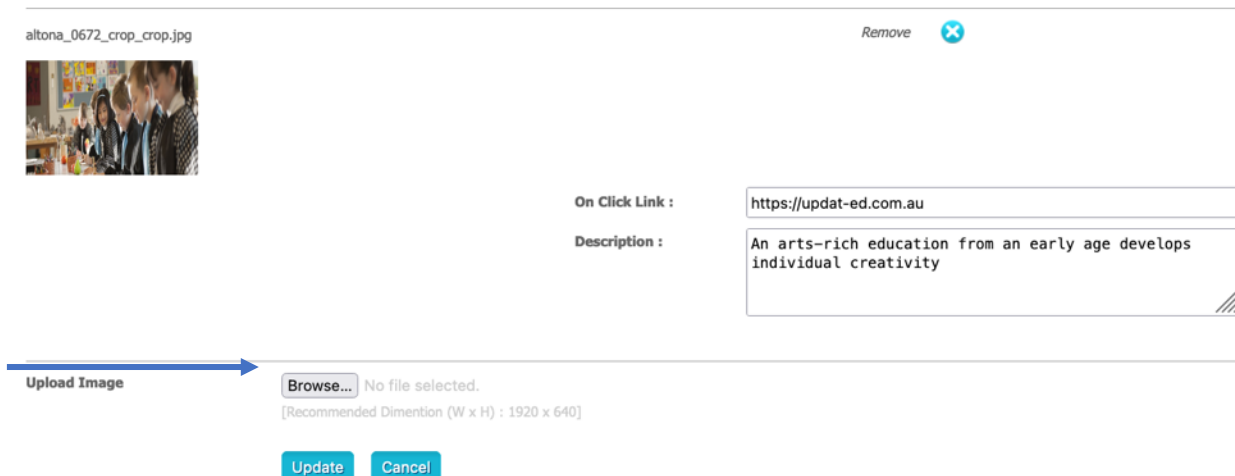 altona_0672_crop_crop.jpg
Remove
On Click Link :
https://updat-ed.com.au
Description :
An arts-rich education from an early age develops
individual creativity
Upload Image
Browse... No file selected.
[Recommended Dimention (W x H) : 1920 x 640]
Update Cancel